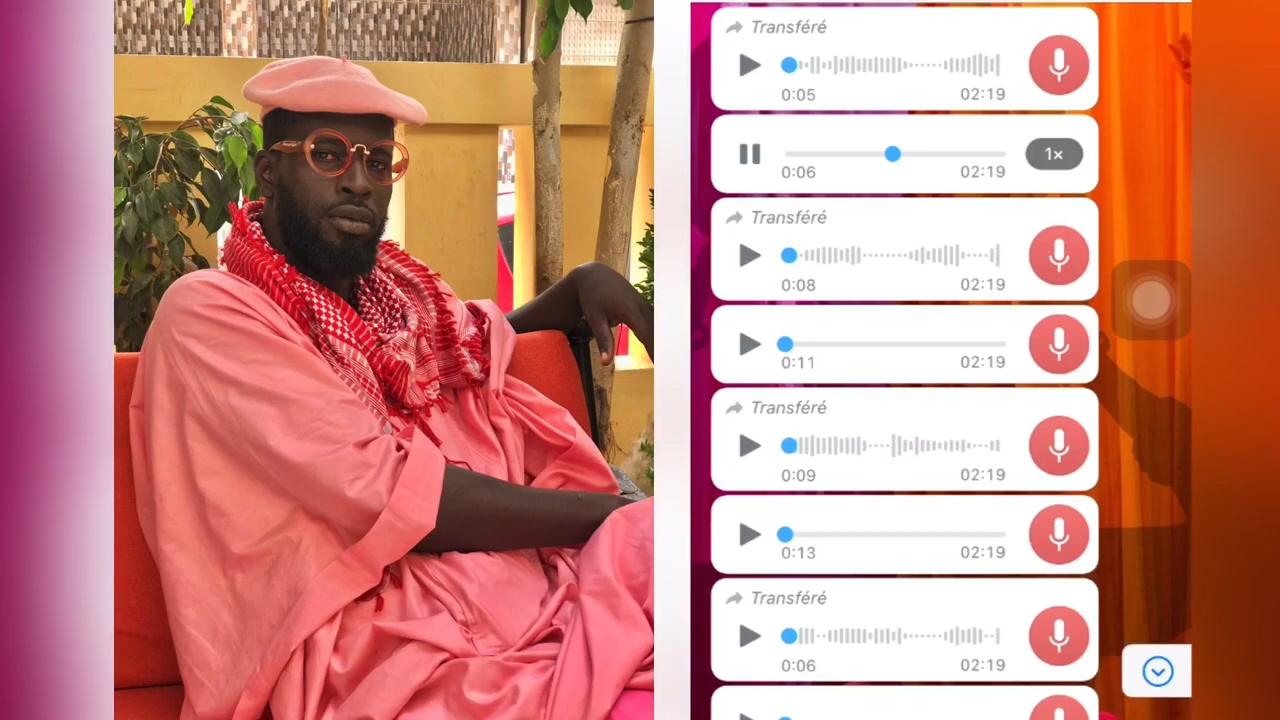 Transféré
0:05 02:19
1×
0:06 02:19
Transféré
0:08 02:19
0:11 02:19
Transféré
0:09 02:19
0:13 02:19
Transféré
0:06 02:19